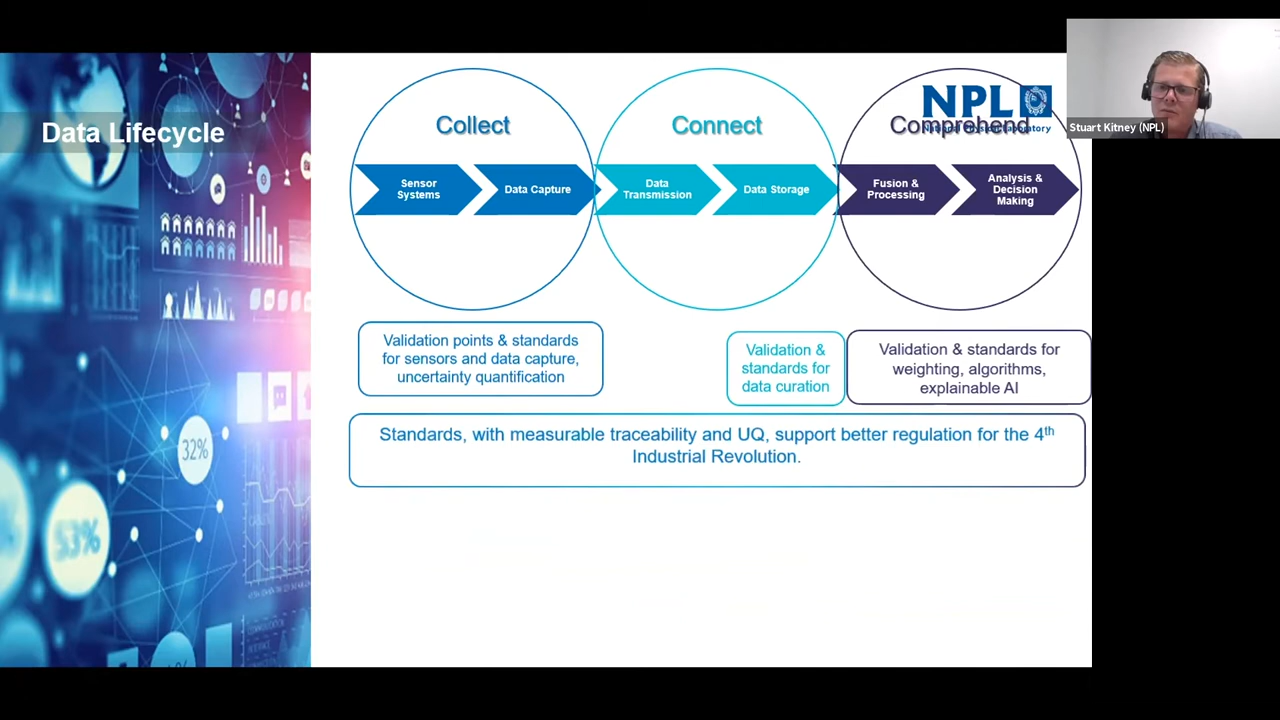 Data Lifecycle
Collect
Connect
Comprehend
NPL
National Physical Laboratory
Stuart Kitney (NPL)
Sensor
Systems
Data Capture
Data
Transmission
Data Storage
Fusion &
Processing
Analysis &
Decision
Making
Validation points & standards
for sensors and data capture,
uncertainty quantification
Validation &
standards for
data curation
Validation & standards for
weighting, algorithms,
explainable AI
Standards, with measurable traceability and UQ, support better regulation for the 4th
Industrial Revolution.
32%
53%